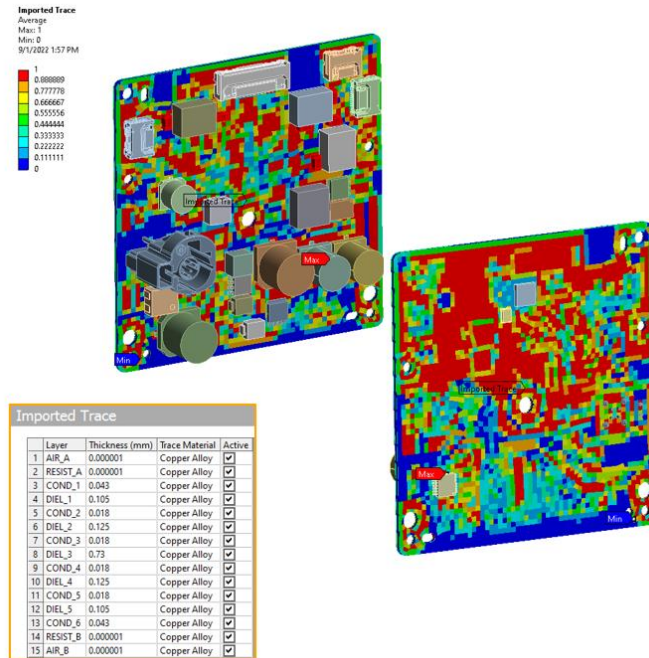 Imported Trace
Average
Max: 1
Min: 0
9/1/2022 1:57 PM
1
0.888889
0.777778
0.666667
0.555556
0.444444
0.333333
0.222222
0.111111
0
Imported Trace
Max
Min
Imported Trace
Max
Min
Imported Trace
Layer Thickness (mm) Trace Material Active
1 AIR_A 0.000001 Copper Alloy
2 RESIST_A 0.000001 Copper Alloy
3 COND_1 0.043 Copper Alloy
4 DIEL_1 0.105 Copper Alloy
5 COND_2 0.018 Copper Alloy
6 DIEL_2 0.125 Copper Alloy
7 COND_3 0.018 Copper Alloy
8 DIEL_3 0.73 Copper Alloy
9 COND_4 0.018 Copper Alloy
10 DIEL_4 0.125 Copper Alloy
11 COND_5 0.018 Copper Alloy
12 DIEL_5 0.105 Copper Alloy
13 COND_6 0.043 Copper Alloy
14 RESIST_B 0.000001 Copper Alloy
15 AIR_B 0.000001 Copper Alloy